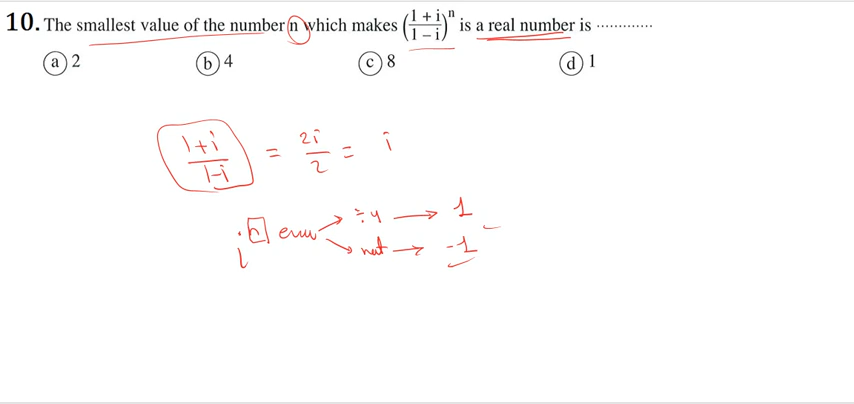 10. The smallest value of the number n which makes ((1 + i)/(1 – i))ⁿ is a real number is ·············
(a) 2 (b) 4 (c) 8 (d) 1
(1+i)/(1-i) = 2i/2 = i
÷4 → 1
iⁿ even
not → -1